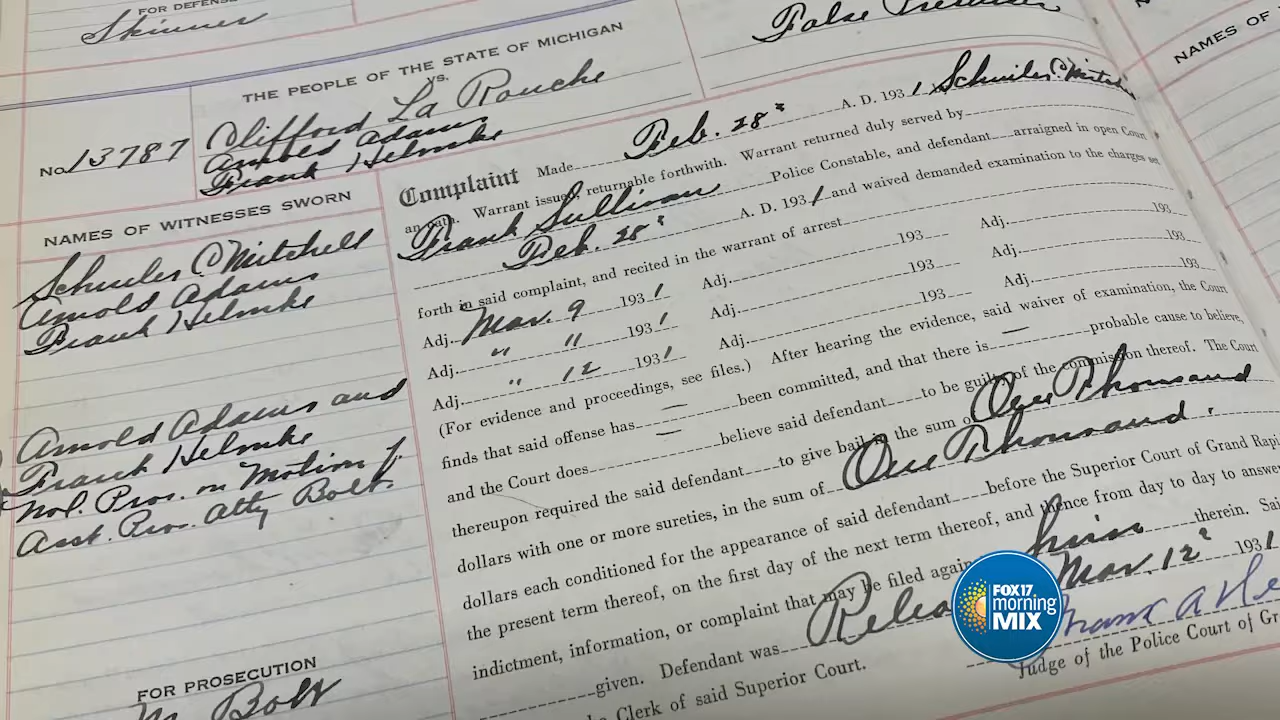 FOR DEFENS
Skinner
THE PEOPLE OF THE STATE OF MICHIGAN
vs.
No. 13787
Clifford La Rouche
Arnold Adams
Frank Helmke
NAMES OF WITNESSES SWORN
Schuiler C Mitchell
Arnold Adams
Frank Helmke
Arnold Adams and
Frank Helmke
Nol. Pros. on Motion of
Asst. Pros. Atty Bolt.
FOR PROSECUTION
Bolt
False
Complaint Made Feb. 28 A. D. 1931 Schuiler C Mitch
an oath. Warrant issued, returnable forthwith. Warrant returned duly served by
Frank Sullivan Police Constable, and defendant arraigned in open Court
Feb. 28 A. D. 1931 and waived demanded examination to the charges set
forth in said complaint, and recited in the warrant of arrest
Adj. Mar. 9 1931 Adj. 193 Adj. 193
Adj. " " 1931 Adj. 193 Adj. 193
Adj. " 12 1931 Adj. 193 Adj. 193
(For evidence and proceedings, see files.) After hearing the evidence, said waiver of examination, the Court
finds that said offense has — been committed, and that there is — probable cause to believe,
and the Court does — believe said defendant to be guilty of the commission thereof. The Court
thereupon required the said defendant to give bail in the sum of One Thousand
dollars with one or more sureties, in the sum of One Thousand.
dollars each conditioned for the appearance of said defendant before the Superior Court of Grand Rapi
the present term thereof, on the first day of the next term thereof, and thence from day to day to answer
indictment, information, or complaint that may be filed again him therein. Sai
given. Defendant was Relea Mar. 12 1931
the Clerk of said Superior Court.
Judge of the Police Court of Gr
NAMES OF
FOX17
morning
MIX